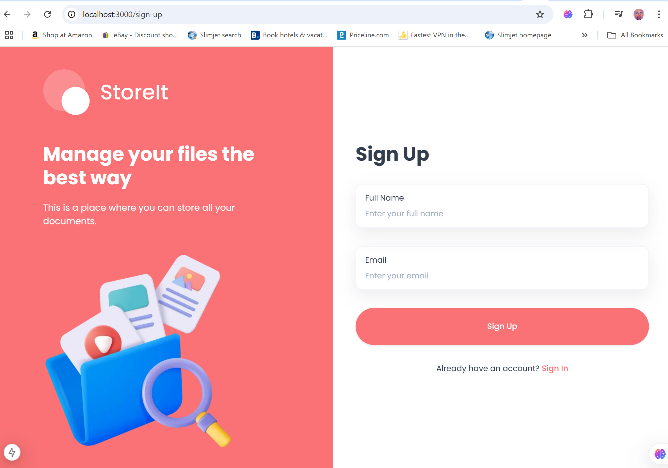 localhost:3000/sign-up
Shop at Amazon
eBay - Discount sho...
Slimjet search
Book hotels & vacat...
Priceline.com
Fastest VPN in the...
Slimjet homepage
»
All Bookmarks
StoreIt
Manage your files the
best way
This is a place where you can store all your
documents.
Sign Up
Full Name
Enter your full name
Email
Enter your email
Sign Up
Already have an account? Sign In